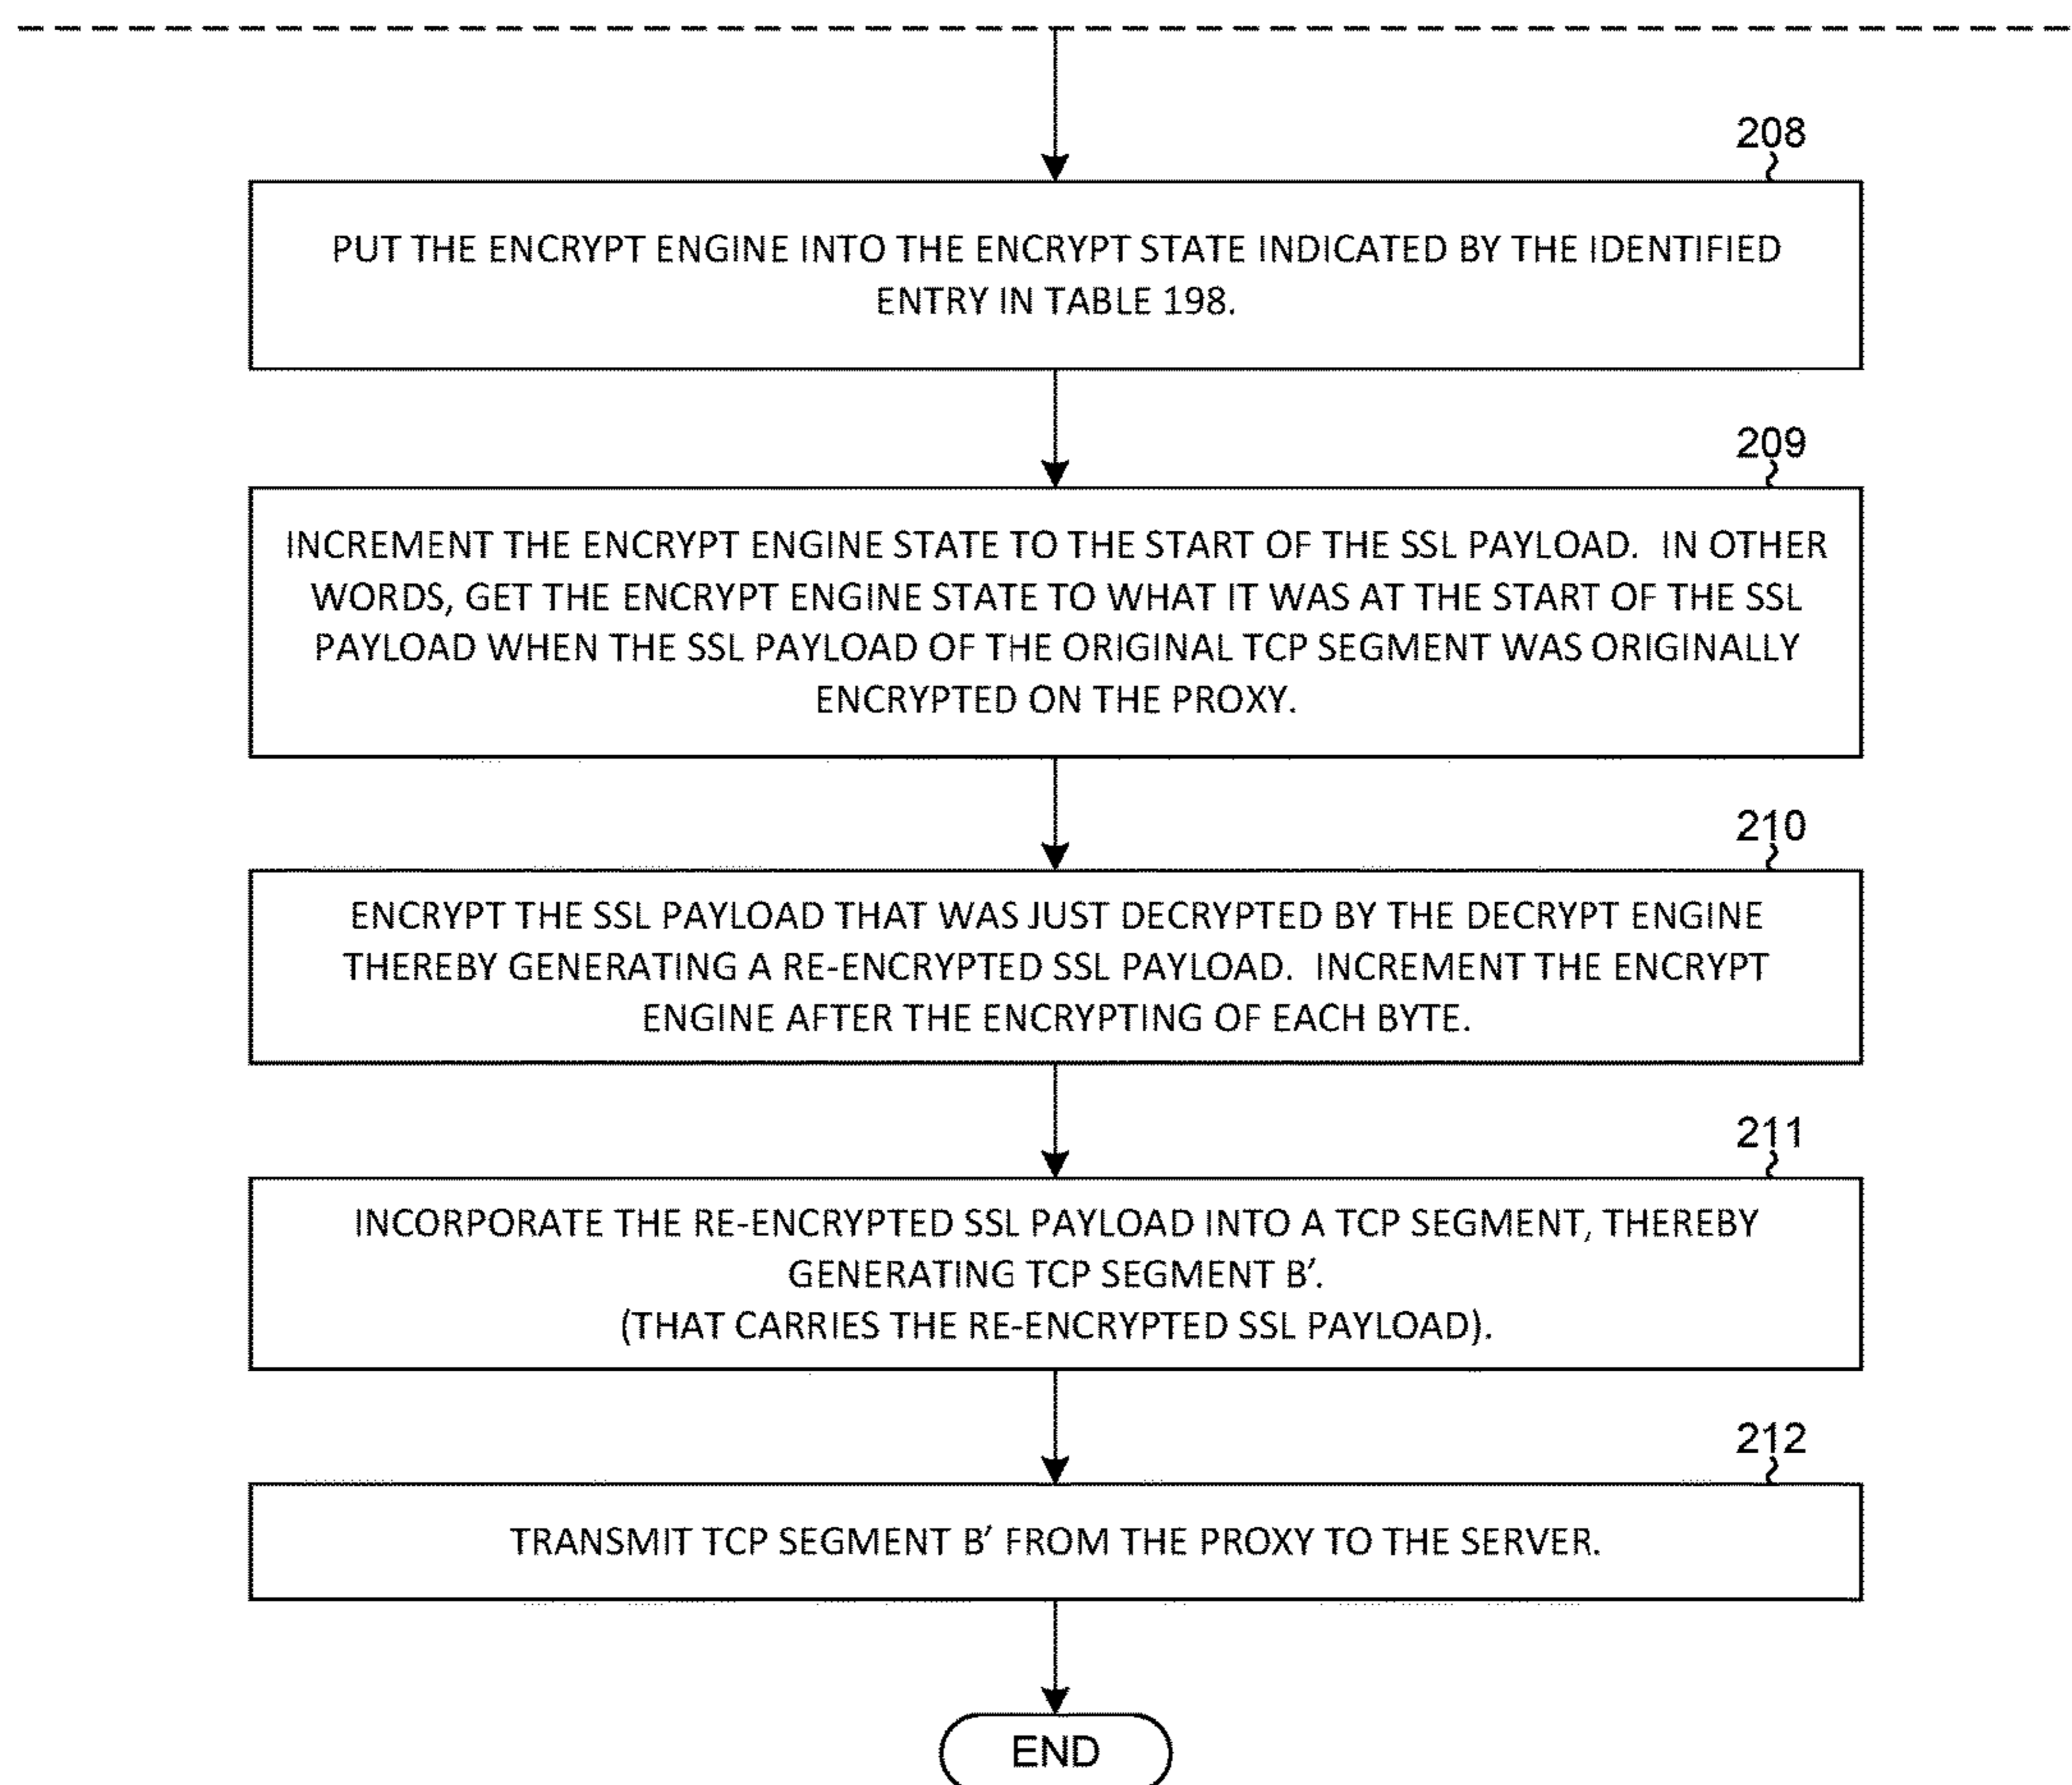 208
PUT THE ENCRYPT ENGINE INTO THE ENCRYPT STATE INDICATED BY THE IDENTIFIED
ENTRY IN TABLE 198.
209
INCREMENT THE ENCRYPT ENGINE STATE TO THE START OF THE SSL PAYLOAD.  IN OTHER
WORDS, GET THE ENCRYPT ENGINE STATE TO WHAT IT WAS AT THE START OF THE SSL
PAYLOAD WHEN THE SSL PAYLOAD OF THE ORIGINAL TCP SEGMENT WAS ORIGINALLY
ENCRYPTED ON THE PROXY.
210
ENCRYPT THE SSL PAYLOAD THAT WAS JUST DECRYPTED BY THE DECRYPT ENGINE
THEREBY GENERATING A RE-ENCRYPTED SSL PAYLOAD.  INCREMENT THE ENCRYPT
ENGINE AFTER THE ENCRYPTING OF EACH BYTE.
211
INCORPORATE THE RE-ENCRYPTED SSL PAYLOAD INTO A TCP SEGMENT, THEREBY
GENERATING TCP SEGMENT B′.
(THAT CARRIES THE RE-ENCRYPTED SSL PAYLOAD).
212
TRANSMIT TCP SEGMENT B′ FROM THE PROXY TO THE SERVER.
END